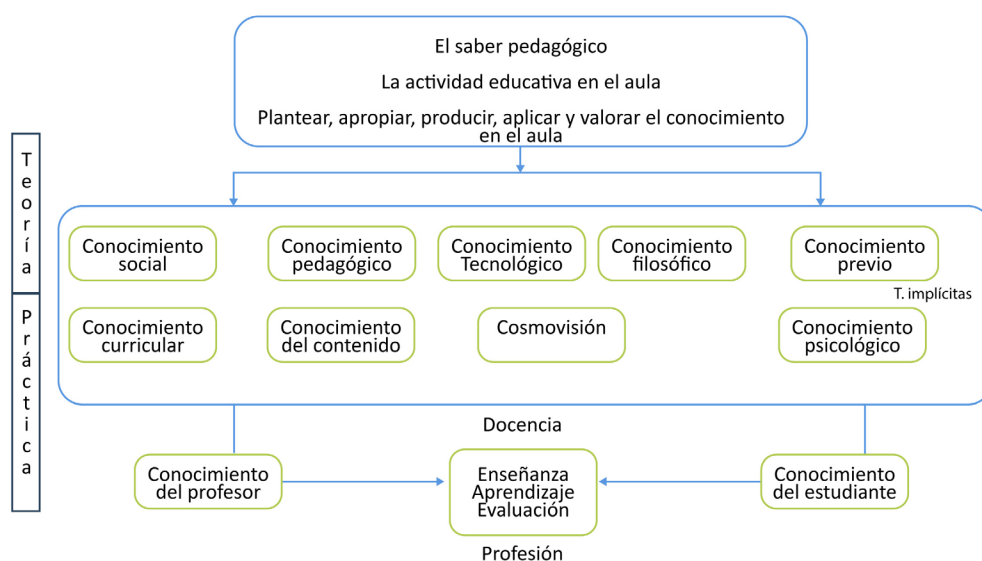 El saber pedagógico
La actividad educativa en el aula
Plantear, apropiar, producir, aplicar y valorar el conocimiento
en el aula
Teoría
Práctica
Conocimiento
social
Conocimiento
pedagógico
Conocimiento
Tecnológico
Conocimiento
filosófico
Conocimiento
previo
T. implícitas
Conocimiento
curricular
Conocimiento
del contenido
Cosmovisión
Conocimiento
psicológico
Docencia
Conocimiento
del profesor
Enseñanza
Aprendizaje
Evaluación
Conocimiento
del estudiante
Profesión